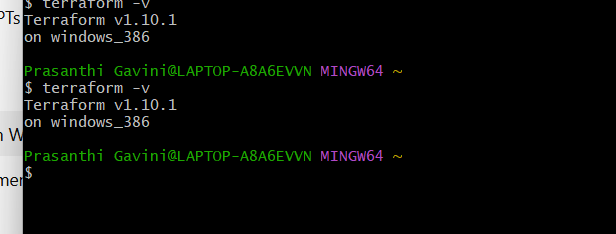 PTs
$ terraform -v
Terraform v1.10.1
on windows_386
Prasanthi Gavini@LAPTOP-A8A6EVVN MINGW64 ~
$ terraform -v
Terraform v1.10.1
on windows_386
n W
Prasanthi Gavini@LAPTOP-A8A6EVVN MINGW64 ~
$
mer